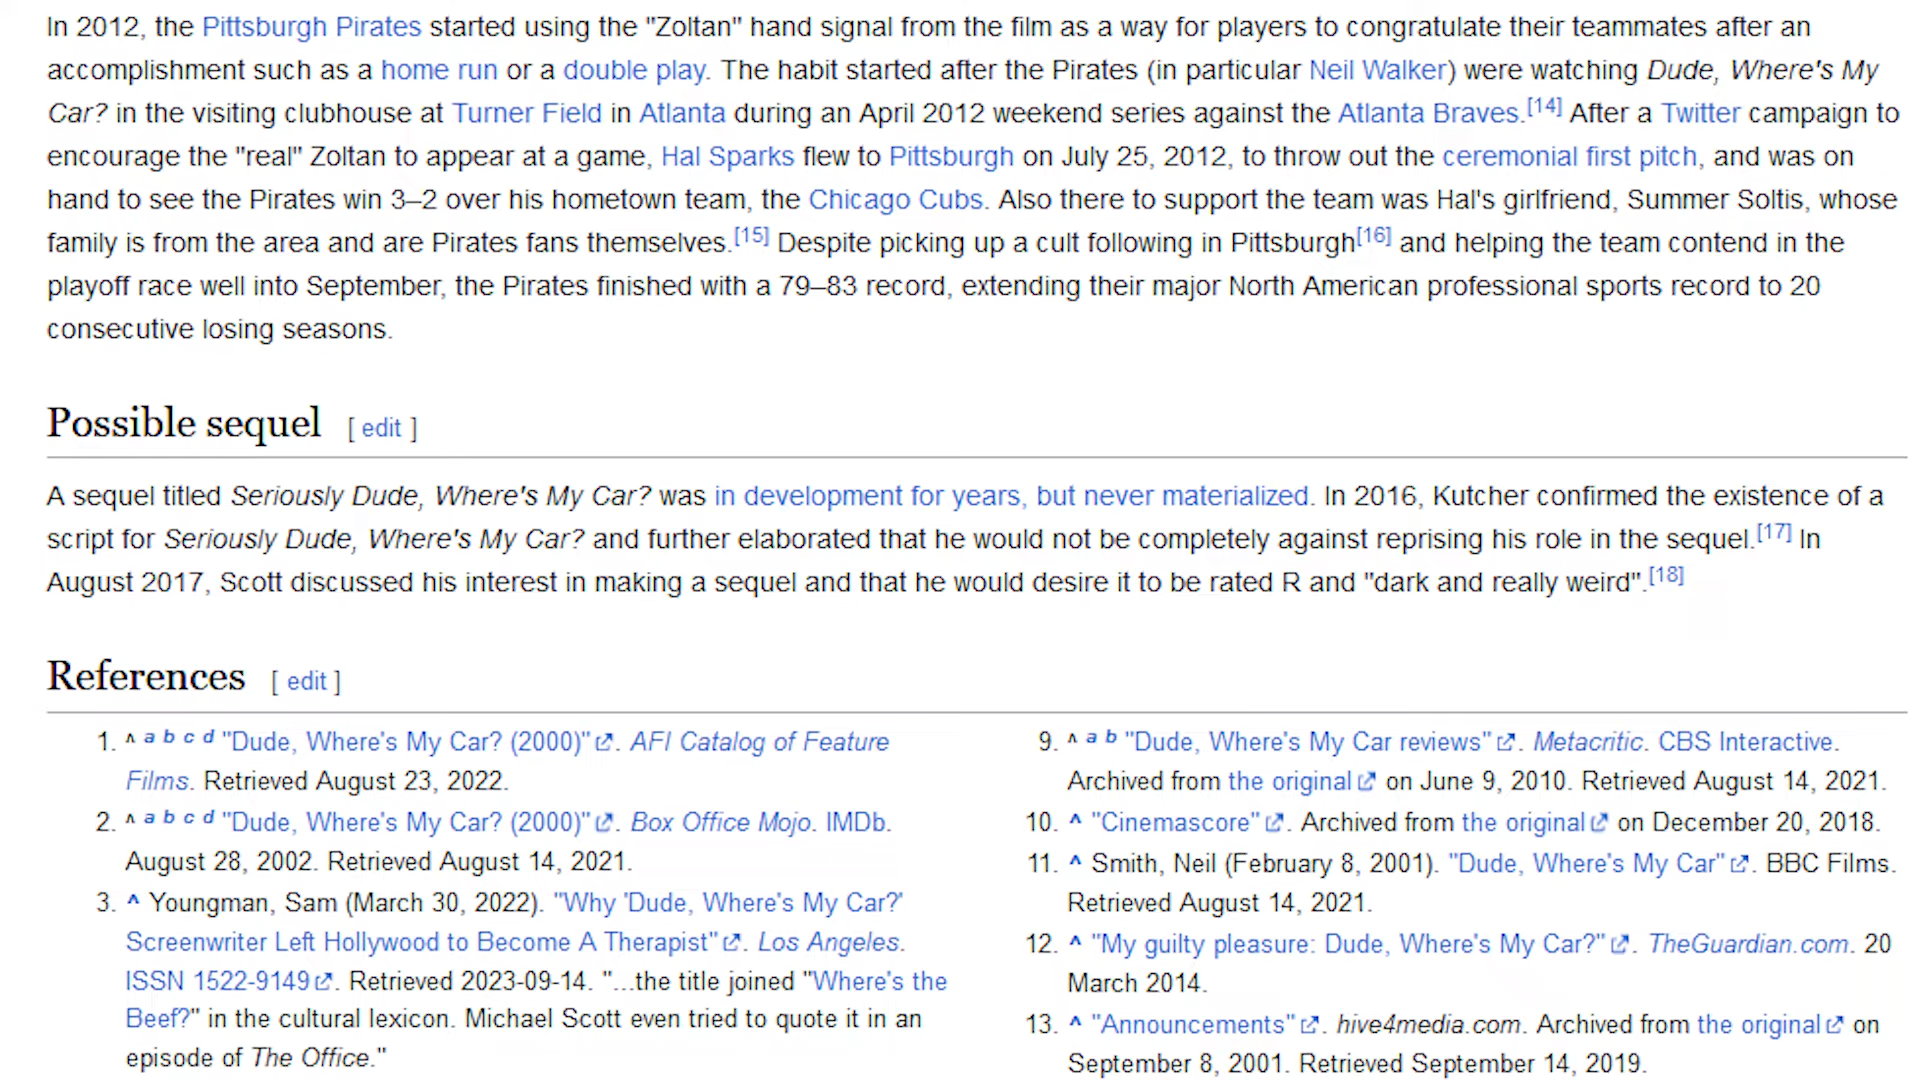 In 2012, the Pittsburgh Pirates started using the "Zoltan" hand signal from the film as a way for players to congratulate their teammates after an
accomplishment such as a home run or a double play. The habit started after the Pirates (in particular Neil Walker) were watching Dude, Where's My
Car? in the visiting clubhouse at Turner Field in Atlanta during an April 2012 weekend series against the Atlanta Braves.[14] After a Twitter campaign to
encourage the "real" Zoltan to appear at a game, Hal Sparks flew to Pittsburgh on July 25, 2012, to throw out the ceremonial first pitch, and was on
hand to see the Pirates win 3–2 over his hometown team, the Chicago Cubs. Also there to support the team was Hal's girlfriend, Summer Soltis, whose
family is from the area and are Pirates fans themselves.[15] Despite picking up a cult following in Pittsburgh[16] and helping the team contend in the
playoff race well into September, the Pirates finished with a 79–83 record, extending their major North American professional sports record to 20
consecutive losing seasons.
Possible sequel [ edit ]
A sequel titled Seriously Dude, Where's My Car? was in development for years, but never materialized. In 2016, Kutcher confirmed the existence of a
script for Seriously Dude, Where's My Car? and further elaborated that he would not be completely against reprising his role in the sequel.[17] In
August 2017, Scott discussed his interest in making a sequel and that he would desire it to be rated R and "dark and really weird".[18]
References [ edit ]
1. ^ a b c d "Dude, Where's My Car? (2000)". AFI Catalog of Feature
Films. Retrieved August 23, 2022.
2. ^ a b c d "Dude, Where's My Car? (2000)". Box Office Mojo. IMDb.
August 28, 2002. Retrieved August 14, 2021.
3. ^ Youngman, Sam (March 30, 2022). "Why 'Dude, Where's My Car?'
Screenwriter Left Hollywood to Become A Therapist". Los Angeles.
ISSN 1522-9149. Retrieved 2023-09-14. "...the title joined "Where's the
Beef?" in the cultural lexicon. Michael Scott even tried to quote it in an
episode of The Office."
9. ^ a b "Dude, Where's My Car reviews". Metacritic. CBS Interactive.
Archived from the original on June 9, 2010. Retrieved August 14, 2021.
10. ^ "Cinemascore". Archived from the original on December 20, 2018.
11. ^ Smith, Neil (February 8, 2001). "Dude, Where's My Car". BBC Films.
Retrieved August 14, 2021.
12. ^ "My guilty pleasure: Dude, Where's My Car?". TheGuardian.com. 20
March 2014.
13. ^ "Announcements". hive4media.com. Archived from the original on
September 8, 2001. Retrieved September 14, 2019.